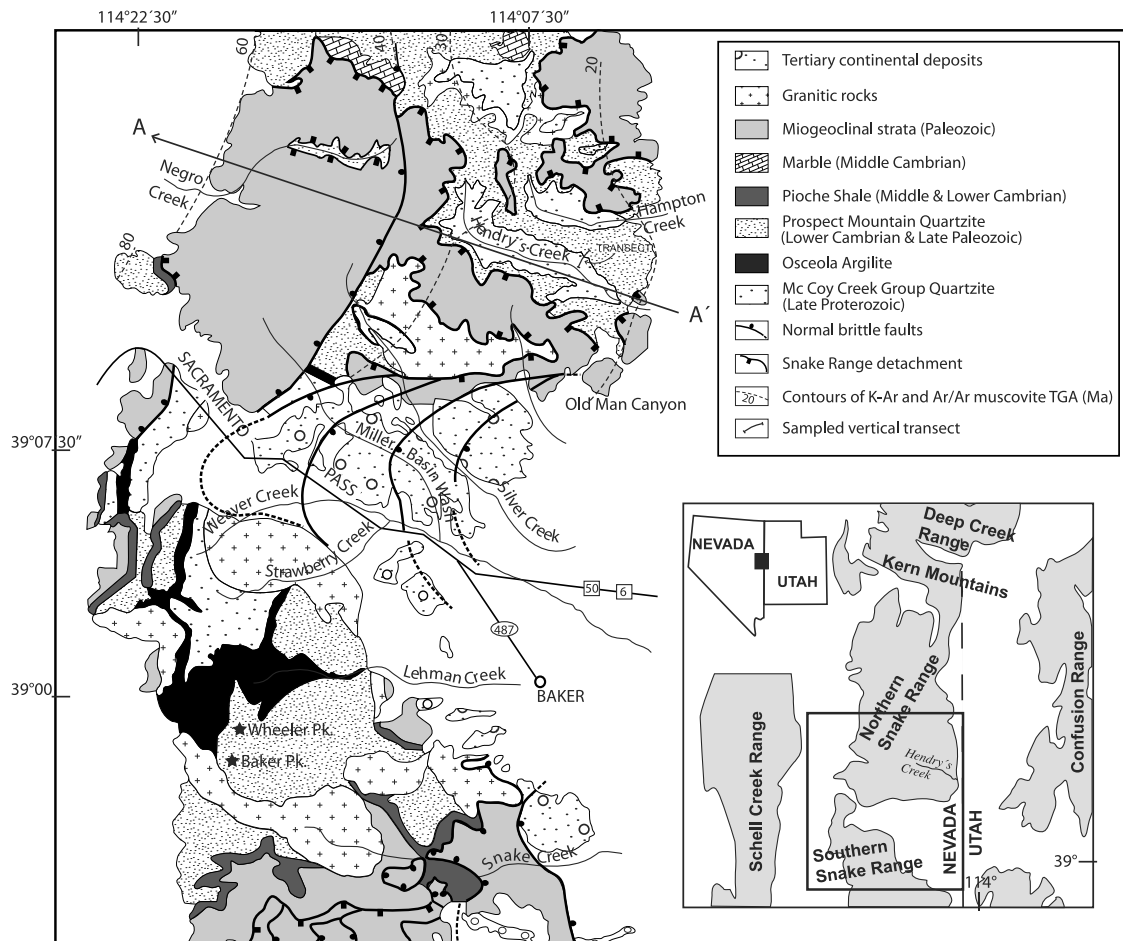 114°22′30″
114°07′30″
60
40
30
20
A
Negro
Creek
80
Hendry's Creek
Hampton
Creek
TRANSECT
A′
SACRAMENTO
PASS
Old Man Canyon
39°07′30″
Miller
Basin Wash
Silver Creek
Weaver Creek
Strawberry Creek
50
6
487
Lehman Creek
BAKER
39°00
Wheeler Pk.
Baker Pk.
Snake Creek
Tertiary continental deposits
Granitic rocks
Miogeoclinal strata (Paleozoic)
Marble (Middle Cambrian)
Pioche Shale (Middle & Lower Cambrian)
Prospect Mountain Quartzite
(Lower Cambrian & Late Paleozoic)
Osceola Argilite
Mc Coy Creek Group Quartzite
(Late Proterozoic)
Normal brittle faults
Snake Range detachment
20
Contours of K-Ar and Ar/Ar muscovite TGA (Ma)
Sampled vertical transect
NEVADA
UTAH
Deep Creek
Range
Kern Mountains
Northern
Snake Range
Confusion Range
Schell Creek Range
Hendry's
Creek
Southern
Snake Range
NEVADA
UTAH
39°
114°